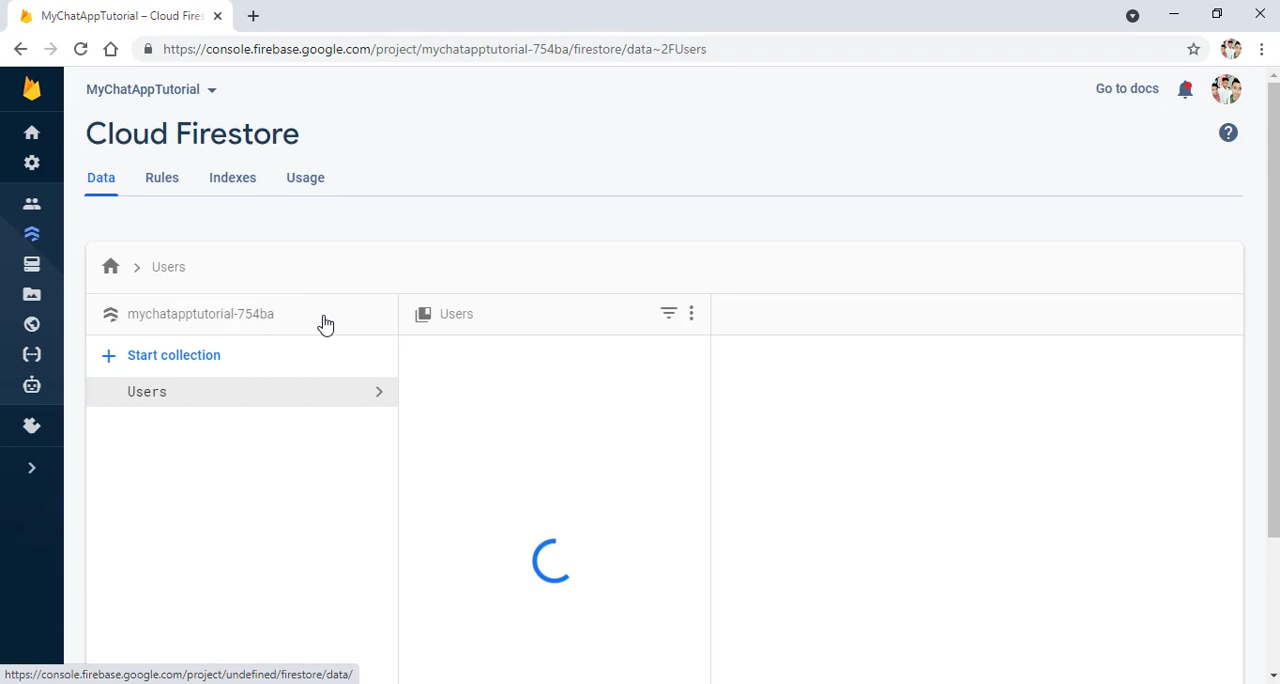 MyChatAppTutorial – Cloud Fires
https://console.firebase.google.com/project/mychatapptutorial-754ba/firestore/data~2FUsers
MyChatAppTutorial
Go to docs
Cloud Firestore
Data Rules Indexes Usage
Users
mychatapptutorial-754ba
Users
Start collection
Users
https://console.firebase.google.com/project/undefined/firestore/data/